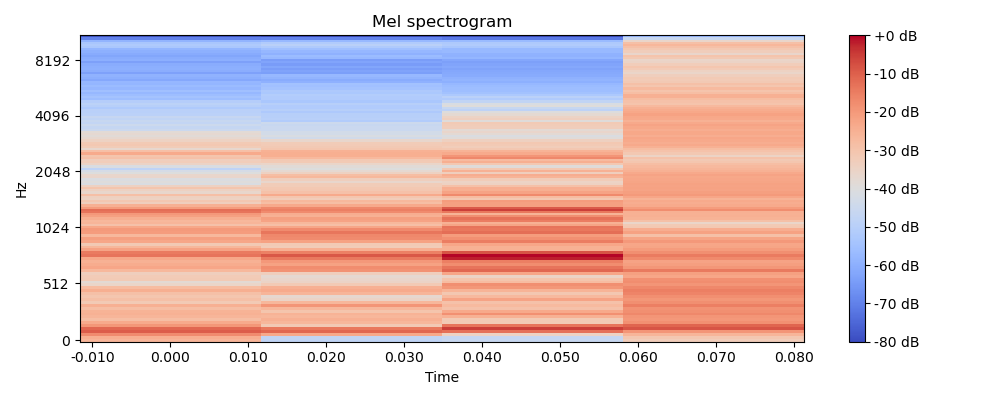 Mel spectrogram
Hz
8192
4096
2048
1024
512
0
-0.010 0.000 0.010 0.020 0.030 0.040 0.050 0.060 0.070 0.080
Time
+0 dB
-10 dB
-20 dB
-30 dB
-40 dB
-50 dB
-60 dB
-70 dB
-80 dB